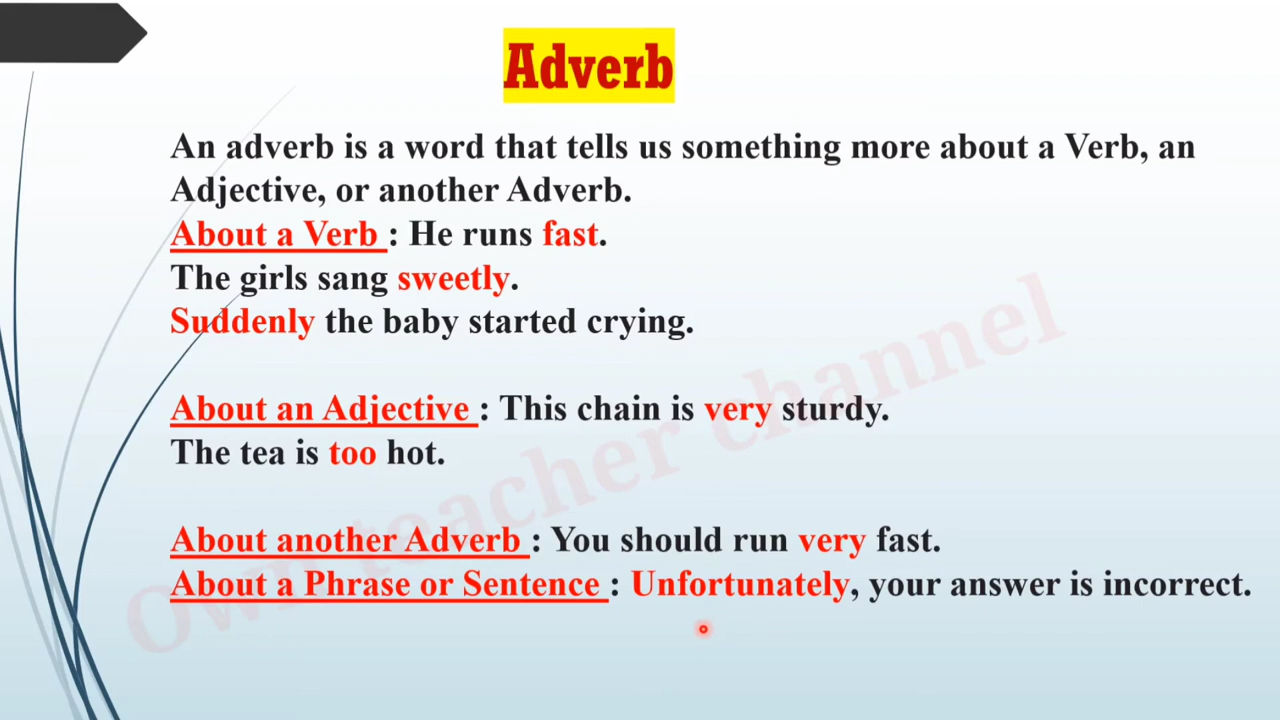 Adverb
An adverb is a word that tells us something more about a Verb, an
Adjective, or another Adverb.
About a Verb : He runs fast.
The girls sang sweetly.
Suddenly the baby started crying.
About an Adjective : This chain is very sturdy.
The tea is too hot.
About another Adverb : You should run very fast.
About a Phrase or Sentence : Unfortunately, your answer is incorrect.
Own teacher channel